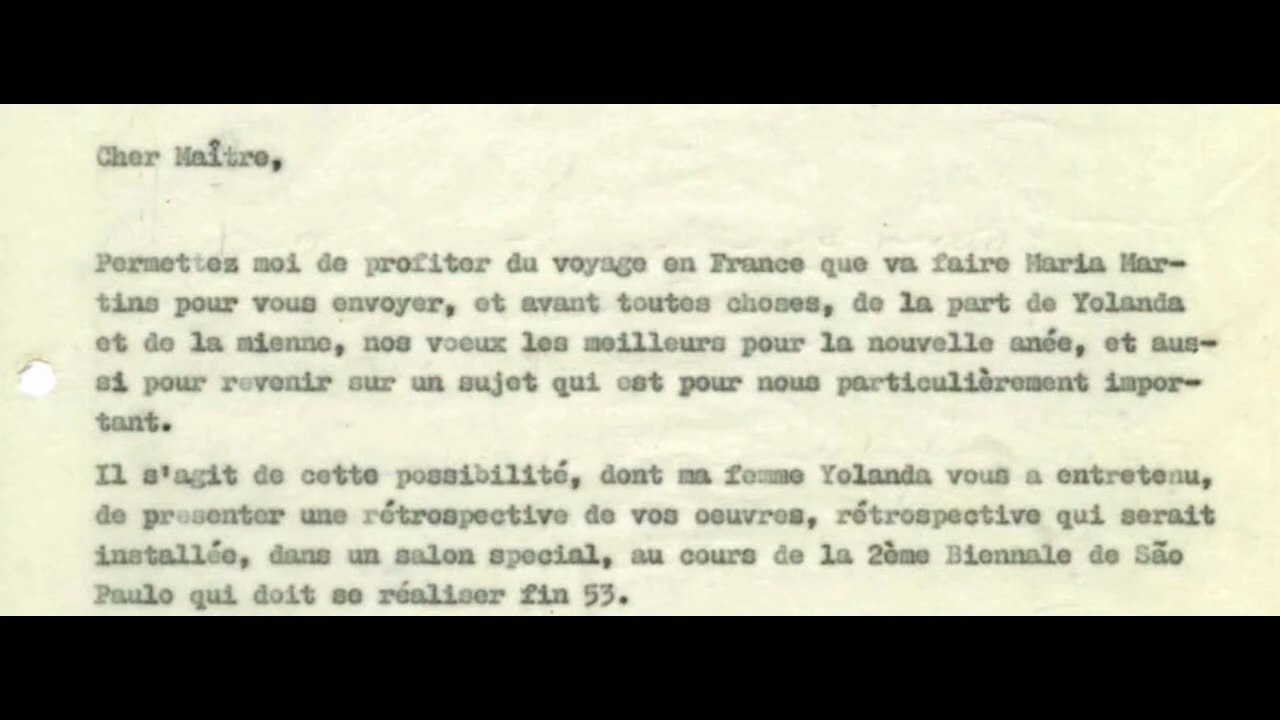 Cher Maître,
Permettez moi de profiter du voyage en France que va faire Maria Mar-
tins pour vous envoyer, et avant toutes choses, de la part de Yolanda
et de la mienne, nos voeux les meilleurs pour la nouvelle anée, et aus-
si pour revenir sur un sujet qui est pour nous particulièrement impor-
tant.
Il s'agit de cette possibilité, dont ma femme Yolanda vous a entretenu,
de presenter une rétrospective de vos oeuvres, rétrospective qui serait
installée, dans un salon special, au cours de la 2ème Biennale de São
Paulo qui doit se réaliser fin 53.